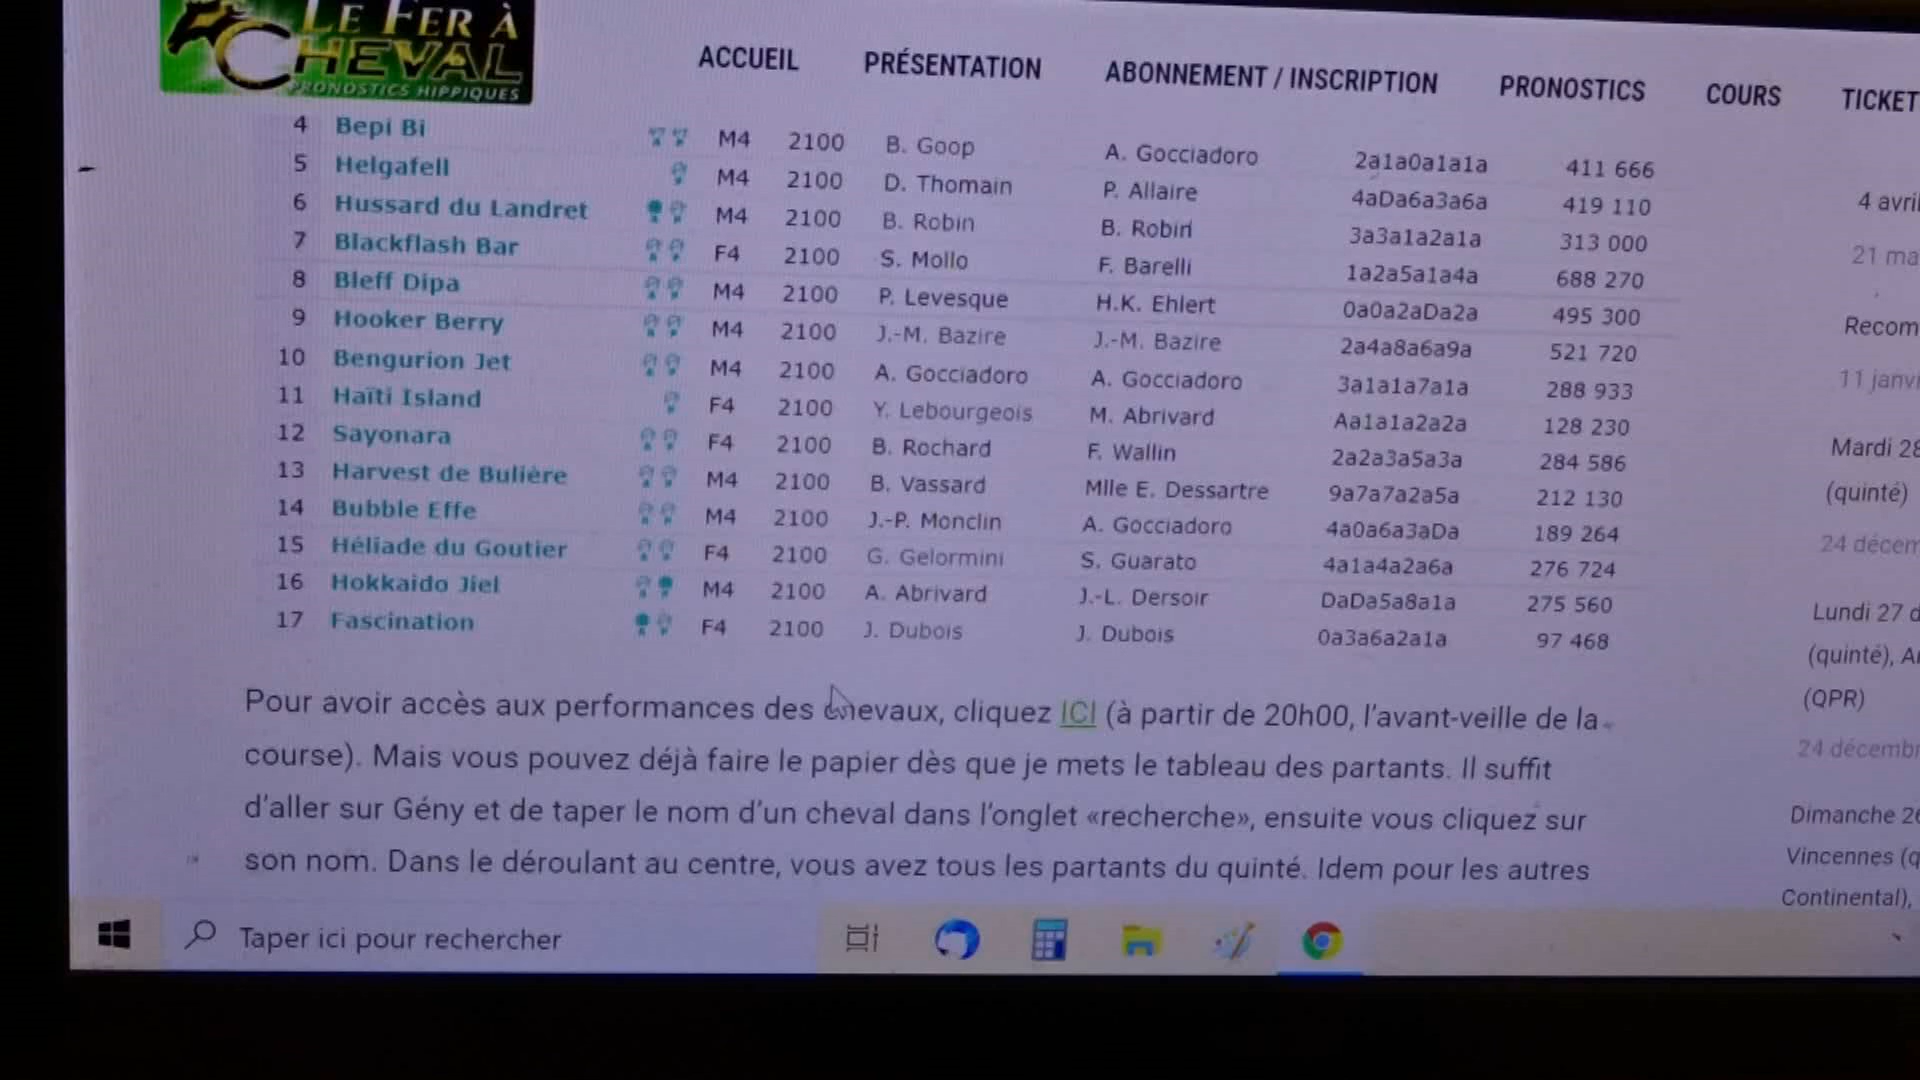 LE FER À
CHEVAL
PRONOSTICS HIPPIQUES
ACCUEIL PRÉSENTATION ABONNEMENT / INSCRIPTION PRONOSTICS COURS TICKET
4 Bepi Bi M4 2100 B. Goop A. Gocciadoro 2a1a0a1a1a 411 666
5 Helgafell M4 2100 D. Thomain P. Allaire 4aDa6a3a6a 419 110
6 Hussard du Landret M4 2100 B. Robin B. Robin 3a3a1a2a1a 313 000
7 Blackflash Bar F4 2100 S. Mollo F. Barelli 1a2a5a1a4a 688 270
8 Bleff Dipa M4 2100 P. Levesque H.K. Ehlert 0a0a2aDa2a 495 300
9 Hooker Berry M4 2100 J.-M. Bazire J.-M. Bazire 2a4a8a6a9a 521 720
10 Bengurion Jet M4 2100 A. Gocciadoro A. Gocciadoro 3a1a1a7a1a 288 933
11 Haïti Island F4 2100 Y. Lebourgeois M. Abrivard Aa1a1a2a2a 128 230
12 Sayonara F4 2100 B. Rochard F. Wallin 2a2a3a5a3a 284 586
13 Harvest de Bulière M4 2100 B. Vassard Mlle E. Dessartre 9a7a7a2a5a 212 130
14 Bubble Effe M4 2100 J.-P. Monclin A. Gocciadoro 4a0a6a3aDa 189 264
15 Héliade du Goutier F4 2100 G. Gelormini S. Guarato 4a1a4a2a6a 276 724
16 Hokkaido Jiel M4 2100 A. Abrivard J.-L. Dersoir DaDa5a8a1a 275 560
17 Fascination F4 2100 J. Dubois J. Dubois 0a3a6a2a1a 97 468
Pour avoir accès aux performances des chevaux, cliquez ICI (à partir de 20h00, l'avant-veille de la
course). Mais vous pouvez déjà faire le papier dès que je mets le tableau des partants. Il suffit
d'aller sur Gény et de taper le nom d'un cheval dans l'onglet «recherche», ensuite vous cliquez sur
son nom. Dans le déroulant au centre, vous avez tous les partants du quinté. Idem pour les autres
4 avril
21 ma
Recom
11 janvi
Mardi 28
(quinté)
24 décem
Lundi 27 d
(quinté), A
(QPR)
24 décembr
Dimanche 26
Vincennes (q
Continental),
Taper ici pour rechercher